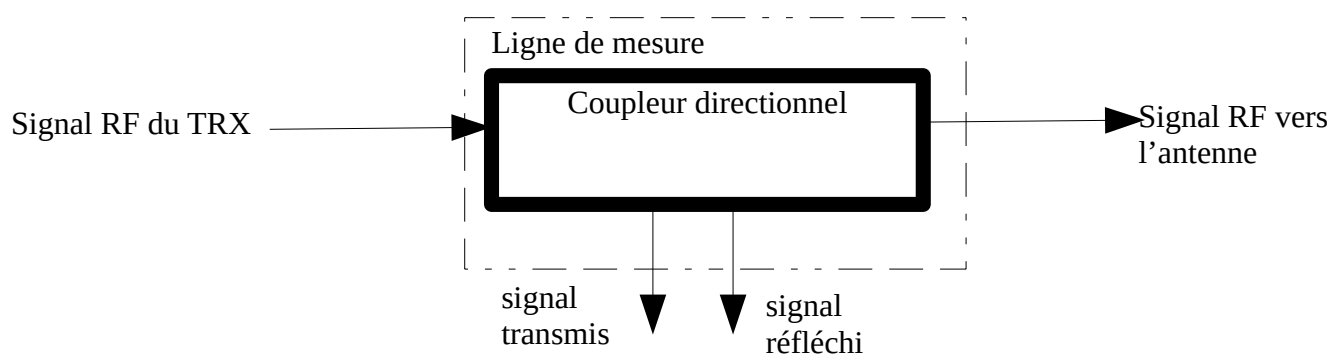 Ligne de mesure
Coupleur directionnel
Signal RF du TRX
Signal RF vers
l'antenne
signal
transmis
signal
réfléchi